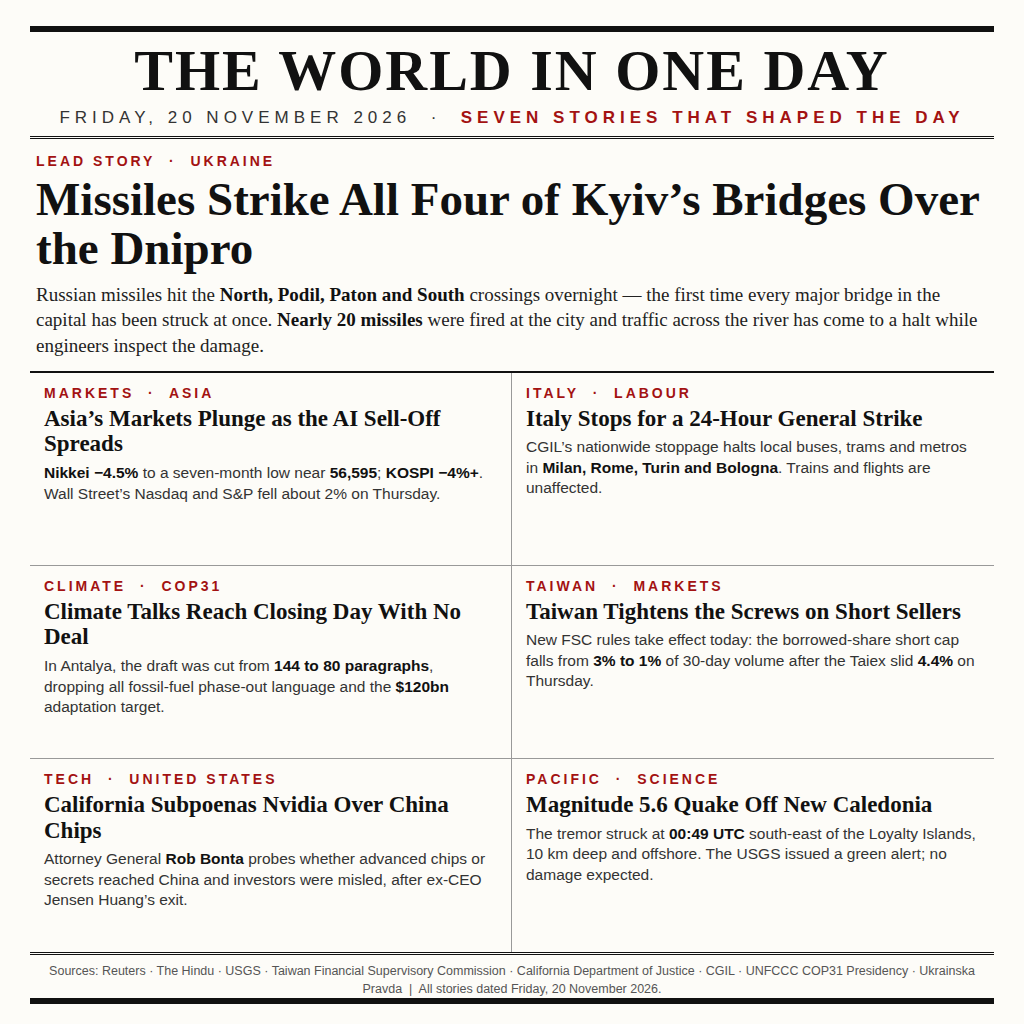 THE WORLD IN ONE DAY
FRIDAY, 20 NOVEMBER 2026 · SEVEN STORIES THAT SHAPED THE DAY
LEAD STORY · UKRAINE
Missiles Strike All Four of Kyiv’s Bridges Over
the Dnipro
Russian missiles hit the North, Podil, Paton and South crossings overnight — the first time every major bridge in the
capital has been struck at once. Nearly 20 missiles were fired at the city and traffic across the river has come to a halt while
engineers inspect the damage.
MARKETS · ASIA
Asia’s Markets Plunge as the AI Sell-Off
Spreads
Nikkei −4.5% to a seven-month low near 56,595; KOSPI −4%+.
Wall Street’s Nasdaq and S&P fell about 2% on Thursday.
ITALY · LABOUR
Italy Stops for a 24-Hour General Strike
CGIL’s nationwide stoppage halts local buses, trams and metros
in Milan, Rome, Turin and Bologna. Trains and flights are
unaffected.
CLIMATE · COP31
Climate Talks Reach Closing Day With No
Deal
In Antalya, the draft was cut from 144 to 80 paragraphs,
dropping all fossil-fuel phase-out language and the $120bn
adaptation target.
TAIWAN · MARKETS
Taiwan Tightens the Screws on Short Sellers
New FSC rules take effect today: the borrowed-share short cap
falls from 3% to 1% of 30-day volume after the Taiex slid 4.4% on
Thursday.
TECH · UNITED STATES
California Subpoenas Nvidia Over China
Chips
Attorney General Rob Bonta probes whether advanced chips or
secrets reached China and investors were misled, after ex-CEO
Jensen Huang’s exit.
PACIFIC · SCIENCE
Magnitude 5.6 Quake Off New Caledonia
The tremor struck at 00:49 UTC south-east of the Loyalty Islands,
10 km deep and offshore. The USGS issued a green alert; no
damage expected.
Sources: Reuters · The Hindu · USGS · Taiwan Financial Supervisory Commission · California Department of Justice · CGIL · UNFCCC COP31 Presidency · Ukrainska
Pravda | All stories dated Friday, 20 November 2026.